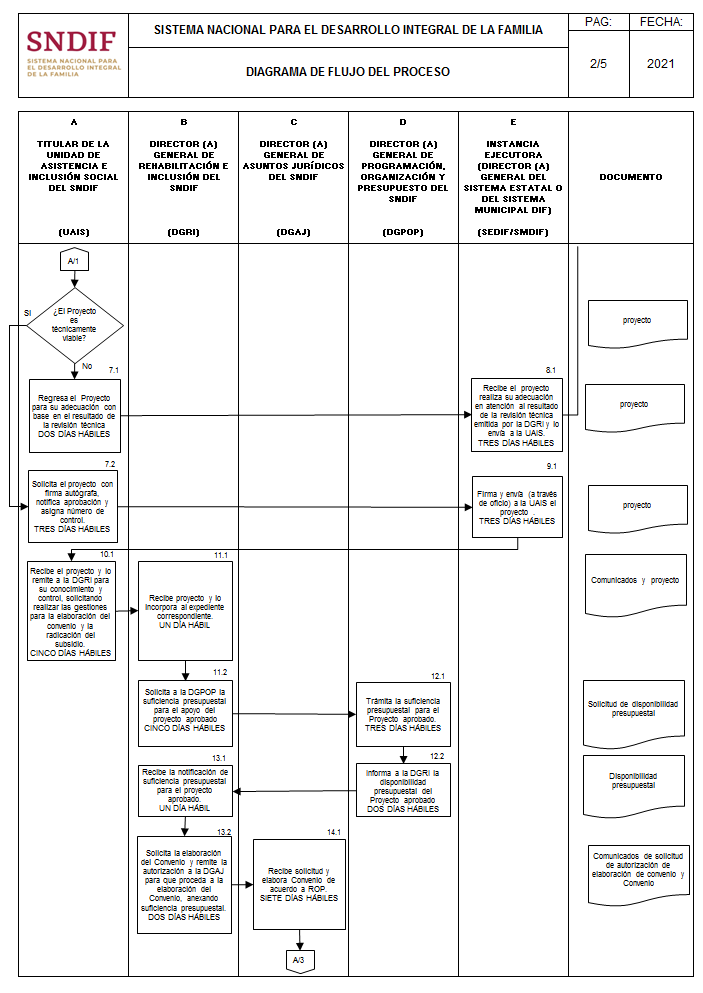 SNDIF
SISTEMA NACIONAL PARA
EL DESARROLLO INTEGRAL
DE LA FAMILIA
SISTEMA NACIONAL PARA EL DESARROLLO INTEGRAL DE LA FAMILIA
DIAGRAMA DE FLUJO DEL PROCESO
PAG:
FECHA:
2/5
2021
A
TITULAR DE LA
UNIDAD DE
ASISTENCIA E
INCLUSIÓN SOCIAL
DEL SNDIF
(UAIS)
B
DIRECTOR (A)
GENERAL DE
REHABILITACIÓN E
INCLUSIÓN DEL
SNDIF
(DGRI)
C
DIRECTOR (A)
GENERAL DE
ASUNTOS JURÍDICOS
DEL SNDIF
(DGAJ)
D
DIRECTOR (A)
GENERAL DE
PROGRAMACIÓN,
ORGANIZACIÓN Y
PRESUPUESTO DEL
SNDIF
(DGPOP)
E
INSTANCIA
EJECUTORA
(DIRECTOR (A)
GENERAL DEL
SISTEMA ESTATAL O
DEL SISTEMA
MUNICIPAL DIF)
(SEDIF/SMDIF)
DOCUMENTO
A/1
SI
¿El Proyecto
es
técnicamente
viable?
No
proyecto
7.1
Regresa el Proyecto
para su adecuación con
base en el resultado de
la revisión técnica
DOS DÍAS HÁBILES
8.1
Recibe el proyecto
realiza su adecuación
en atención al resultado
de la revisión técnica
emitida por la DGRI y lo
envía a la UAIS.
TRES DÍAS HÁBILES
proyecto
7.2
Solicita el proyecto con
firma autógrafa,
notifica aprobación y
asigna número de
control.
TRES DÍAS HÁBILES
9.1
Firma y envía (a través
de oficio) a la UAIS el
proyecto .
TRES DÍAS HÁBILES
proyecto
10.1
Recibe el proyecto y lo
remite a la DGRI para
su conocimiento y
control, solicitando
realizar las gestiones
para la elaboración del
convenio y la
radicación del
subsidio.
CINCO DÍAS HÁBILES
11.1
Recibe proyecto y lo
incorpora al expediente
correspondiente.
UN DÍA HÁBIL
Comunicados y proyecto
11.2
Solicita a la DGPOP la
suficiencia presupuestal
para el apoyo del
proyecto aprobado
CINCO DÍAS HÁBILES
12.1
Trámita la suficiencia
presupuestal para el
Proyecto aprobado.
TRES DÍAS HÁBILES
Solicitud de disponibilidad
presupuestal
13.1
Recibe la notificación de
suficiencia presupuestal
para el proyecto
aprobado.
UN DÍA HÁBIL
12.2
Informa a la DGRI la
disponibilidad
presupuestal del
Proyecto aprobado
DOS DÍAS HÁBILES
Disponibilidad
presupuestal
13.2
Solicita la elaboración
del Convenio y remite la
autorización a la DGAJ
para que proceda a la
elaboración del
Convenio, anexando
suficiencia presupuestal.
DOS DÍAS HÁBILES
14.1
Recibe solicitud y
elabora Convenio de
acuerdo a ROP.
SIETE DÍAS HÁBILES
Comunicados de solicitud
de autorización de
elaboración de convenio y
Convenio
A/3